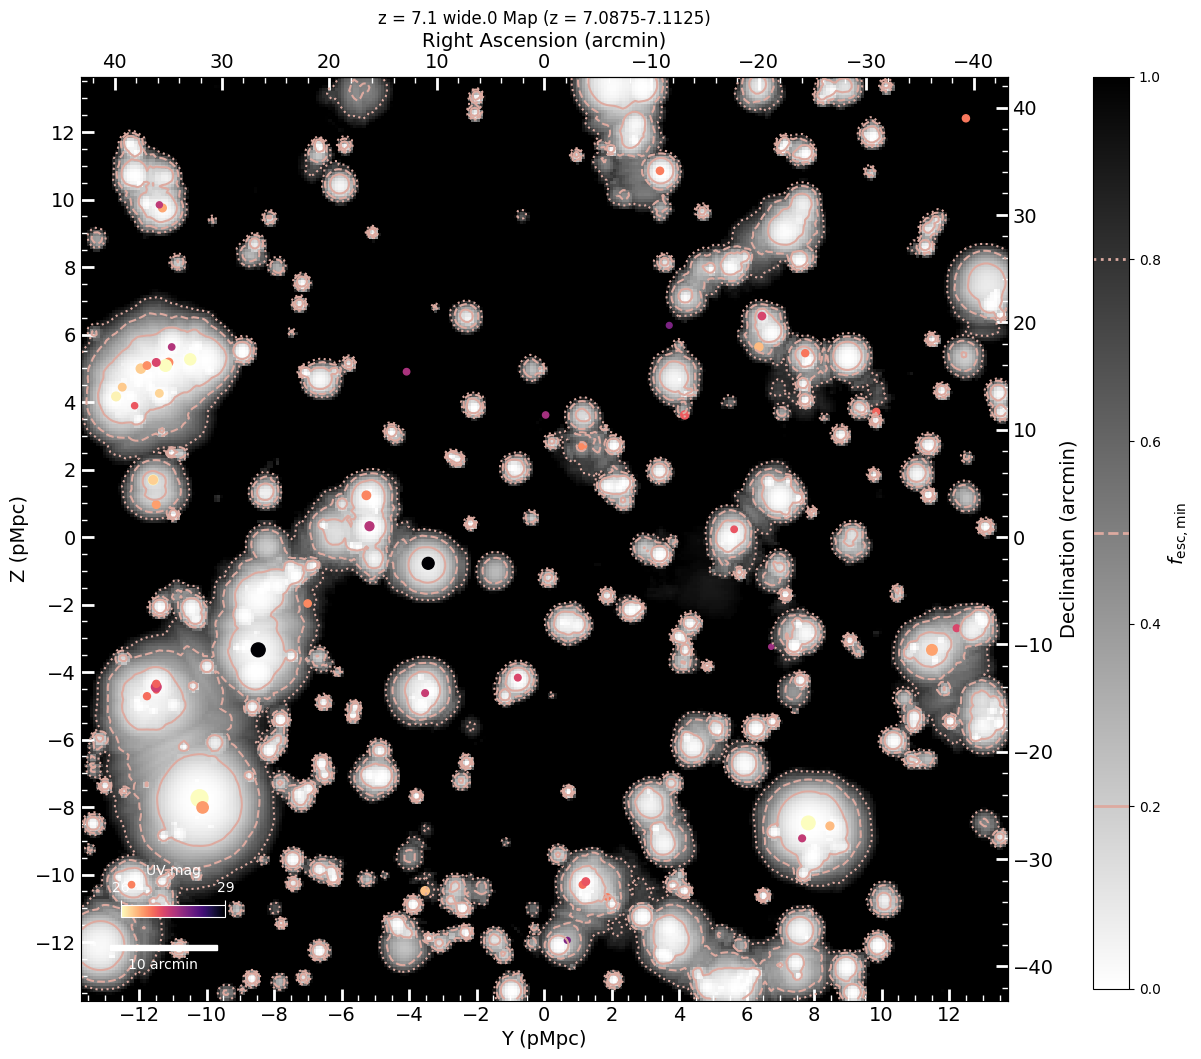 z = 7.1 wide.0 Map (z = 7.0875-7.1125)
Right Ascension (arcmin)
40 30 20 10 0 −10 −20 −30 −40
12 10 8 6 4 2 0 −2 −4 −6 −8 −10 −12
Z (pMpc)
40 30 20 10 0 −10 −20 −30 −40
Declination (arcmin)
1.0 0.8 0.6 0.4 0.2 0.0
f_esc,min
UV mag
29
10 arcmin
−12 −10 −8 −6 −4 −2 0 2 4 6 8 10 12
Y (pMpc)